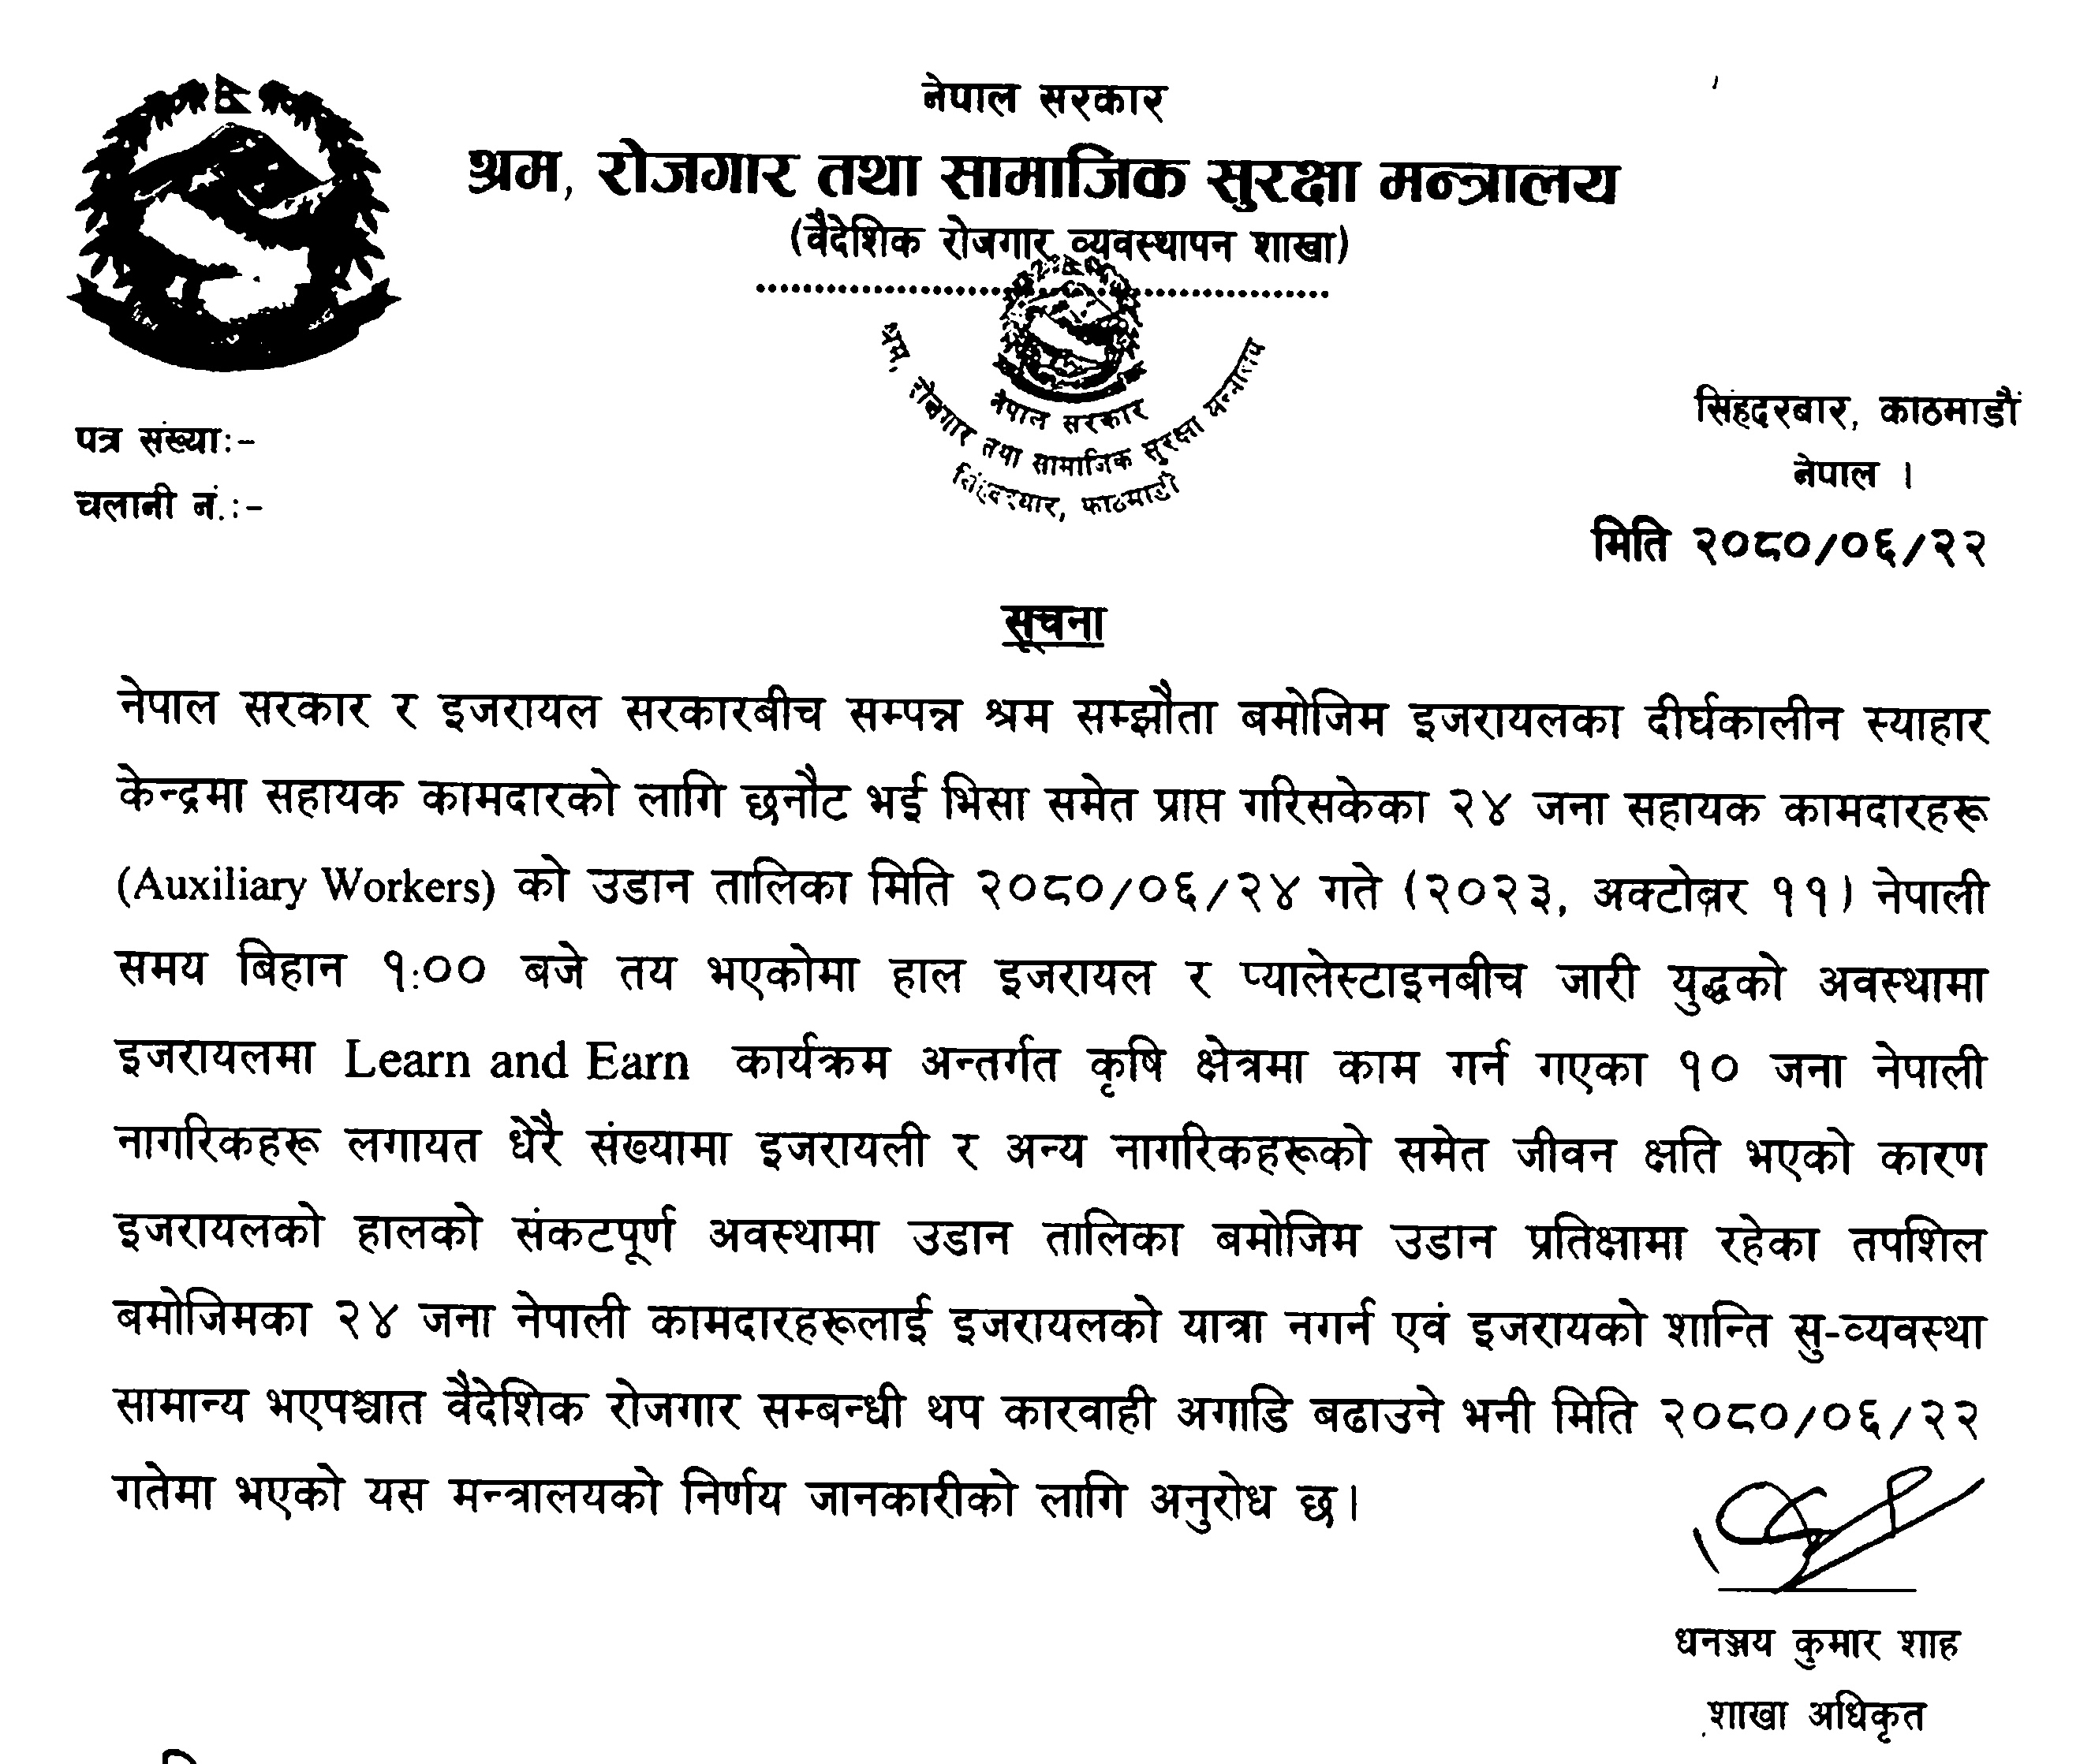 नेपाल सरकार
श्रम, रोजगार तथा सामाजिक सुरक्षा मन्त्रालय
(वैदेशिक रोजगार व्यवस्थापन शाखा)
नेपाल सरकार
श्रम, रोजगार तथा सामाजिक सुरक्षा मन्त्रालय
सिंहदरबार, काठमाडौं
पत्र संख्याः-
चलानी नं.:-
सिंहदरबार, काठमाडौं
नेपाल ।
मिति २०८०/०६/२२
सूचना
नेपाल सरकार र इजरायल सरकारबीच सम्पन्न श्रम सम्झौता बमोजिम इजरायलका दीर्घकालीन स्याहार
केन्द्रमा सहायक कामदारको लागि छनौट भई भिसा समेत प्राप्त गरिसकेका २४ जना सहायक कामदारहरू
(Auxiliary Workers) को उडान तालिका मिति २०८०/०६/२४ गते (२०२३, अक्टोबर ११) नेपाली
समय बिहान १:०० बजे तय भएकोमा हाल इजरायल र प्यालेस्टाइनबीच जारी युद्धको अवस्थामा
इजरायलमा Learn and Earn कार्यक्रम अन्तर्गत कृषि क्षेत्रमा काम गर्न गएका १० जना नेपाली
नागरिकहरू लगायत धेरै संख्यामा इजरायली र अन्य नागरिकहरूको समेत जीवन क्षति भएको कारण
इजरायलको हालको संकटपूर्ण अवस्थामा उडान तालिका बमोजिम उडान प्रतिक्षामा रहेका तपशिल
बमोजिमका २४ जना नेपाली कामदारहरूलाई इजरायलको यात्रा नगर्न एवं इजरायको शान्ति सु-व्यवस्था
सामान्य भएपश्चात वैदेशिक रोजगार सम्बन्धी थप कारवाही अगाडि बढाउने भनी मिति २०८०/०६/२२
गतेमा भएको यस मन्त्रालयको निर्णय जानकारीको लागि अनुरोध छ।
धनञ्जय कुमार शाह
शाखा अधिकृत